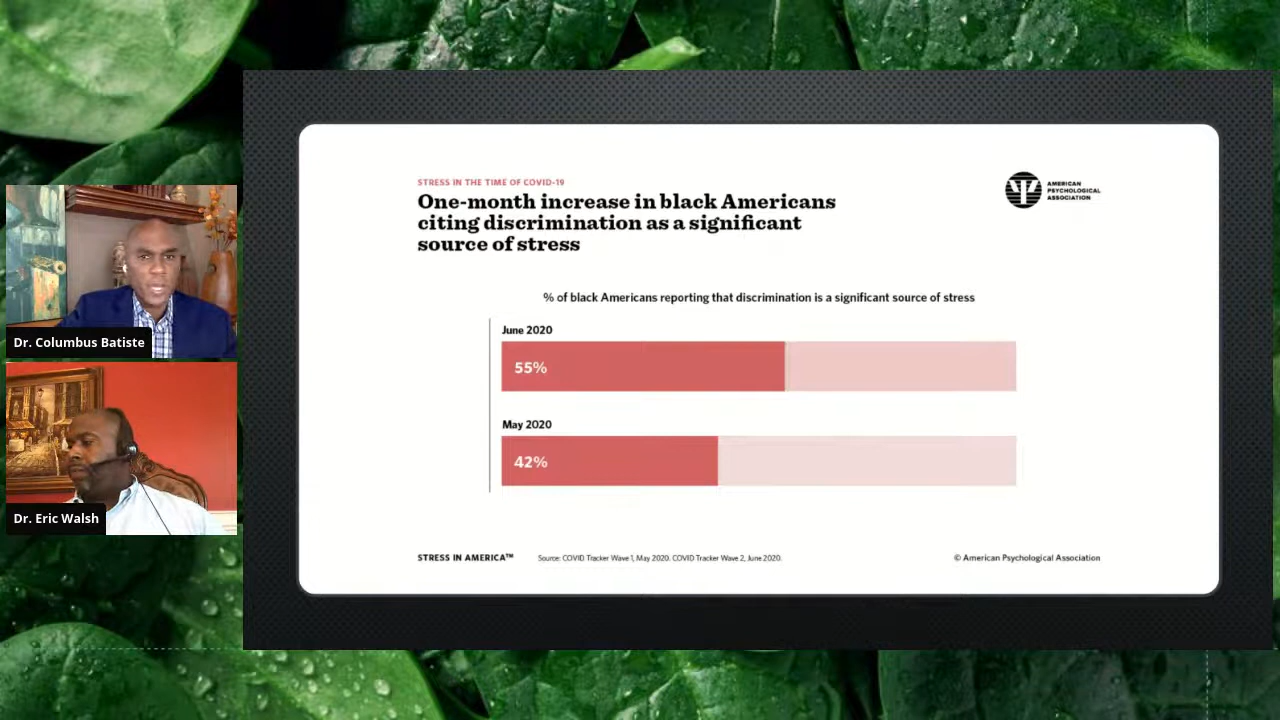 STRESS IN THE TIME OF COVID-19
One-month increase in black Americans
citing discrimination as a significant
source of stress
AMERICAN
PSYCHOLOGICAL
ASSOCIATION
% of black Americans reporting that discrimination is a significant source of stress
June 2020
55%
May 2020
42%
STRESS IN AMERICA™
Source: COVID Tracker Wave 1, May 2020. COVID Tracker Wave 2, June 2020.
© American Psychological Association
Dr. Columbus Batiste
Dr. Eric Walsh